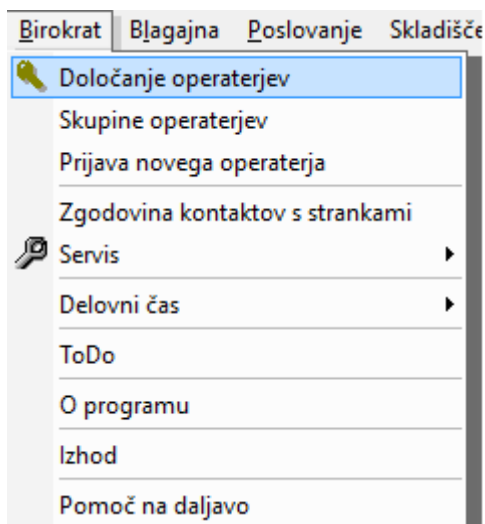 Birokrat Blagajna Poslovanje Skladišče
Določanje operaterjev
Skupine operaterjev
Prijava novega operaterja
Zgodovina kontaktov s strankami
Servis
Delovni čas
ToDo
O programu
Izhod
Pomoč na daljavo